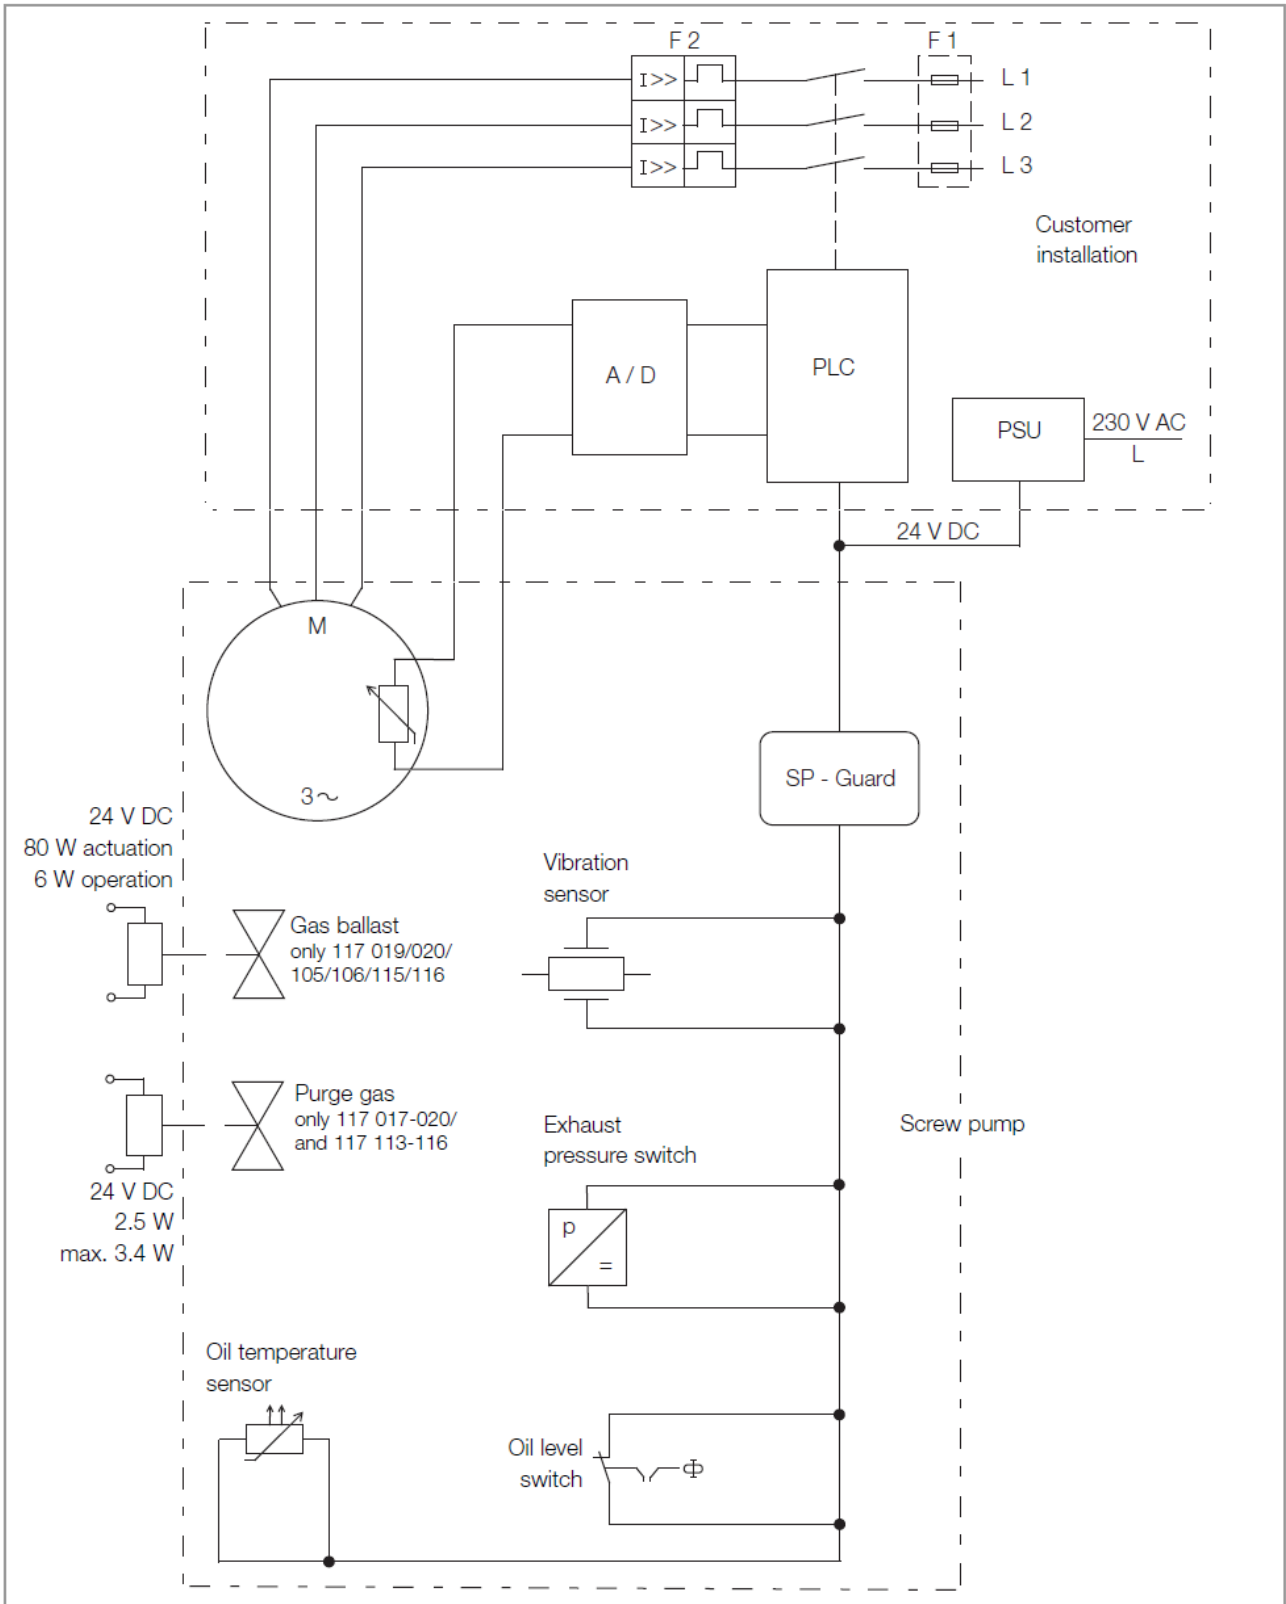 F 2
F 1
I>>
L 1
I>>
L 2
I>>
L 3
Customer
installation
A / D
PLC
PSU
230 V AC
L
24 V DC
M
3~
SP - Guard
24 V DC
80 W actuation
6 W operation
Gas ballast
only 117 019/020/
105/106/115/116
Vibration
sensor
Purge gas
only 117 017-020/
and 117 113-116
24 V DC
2.5 W
max. 3.4 W
Exhaust
pressure switch
p
=
Screw pump
Oil temperature
sensor
Oil level
switch